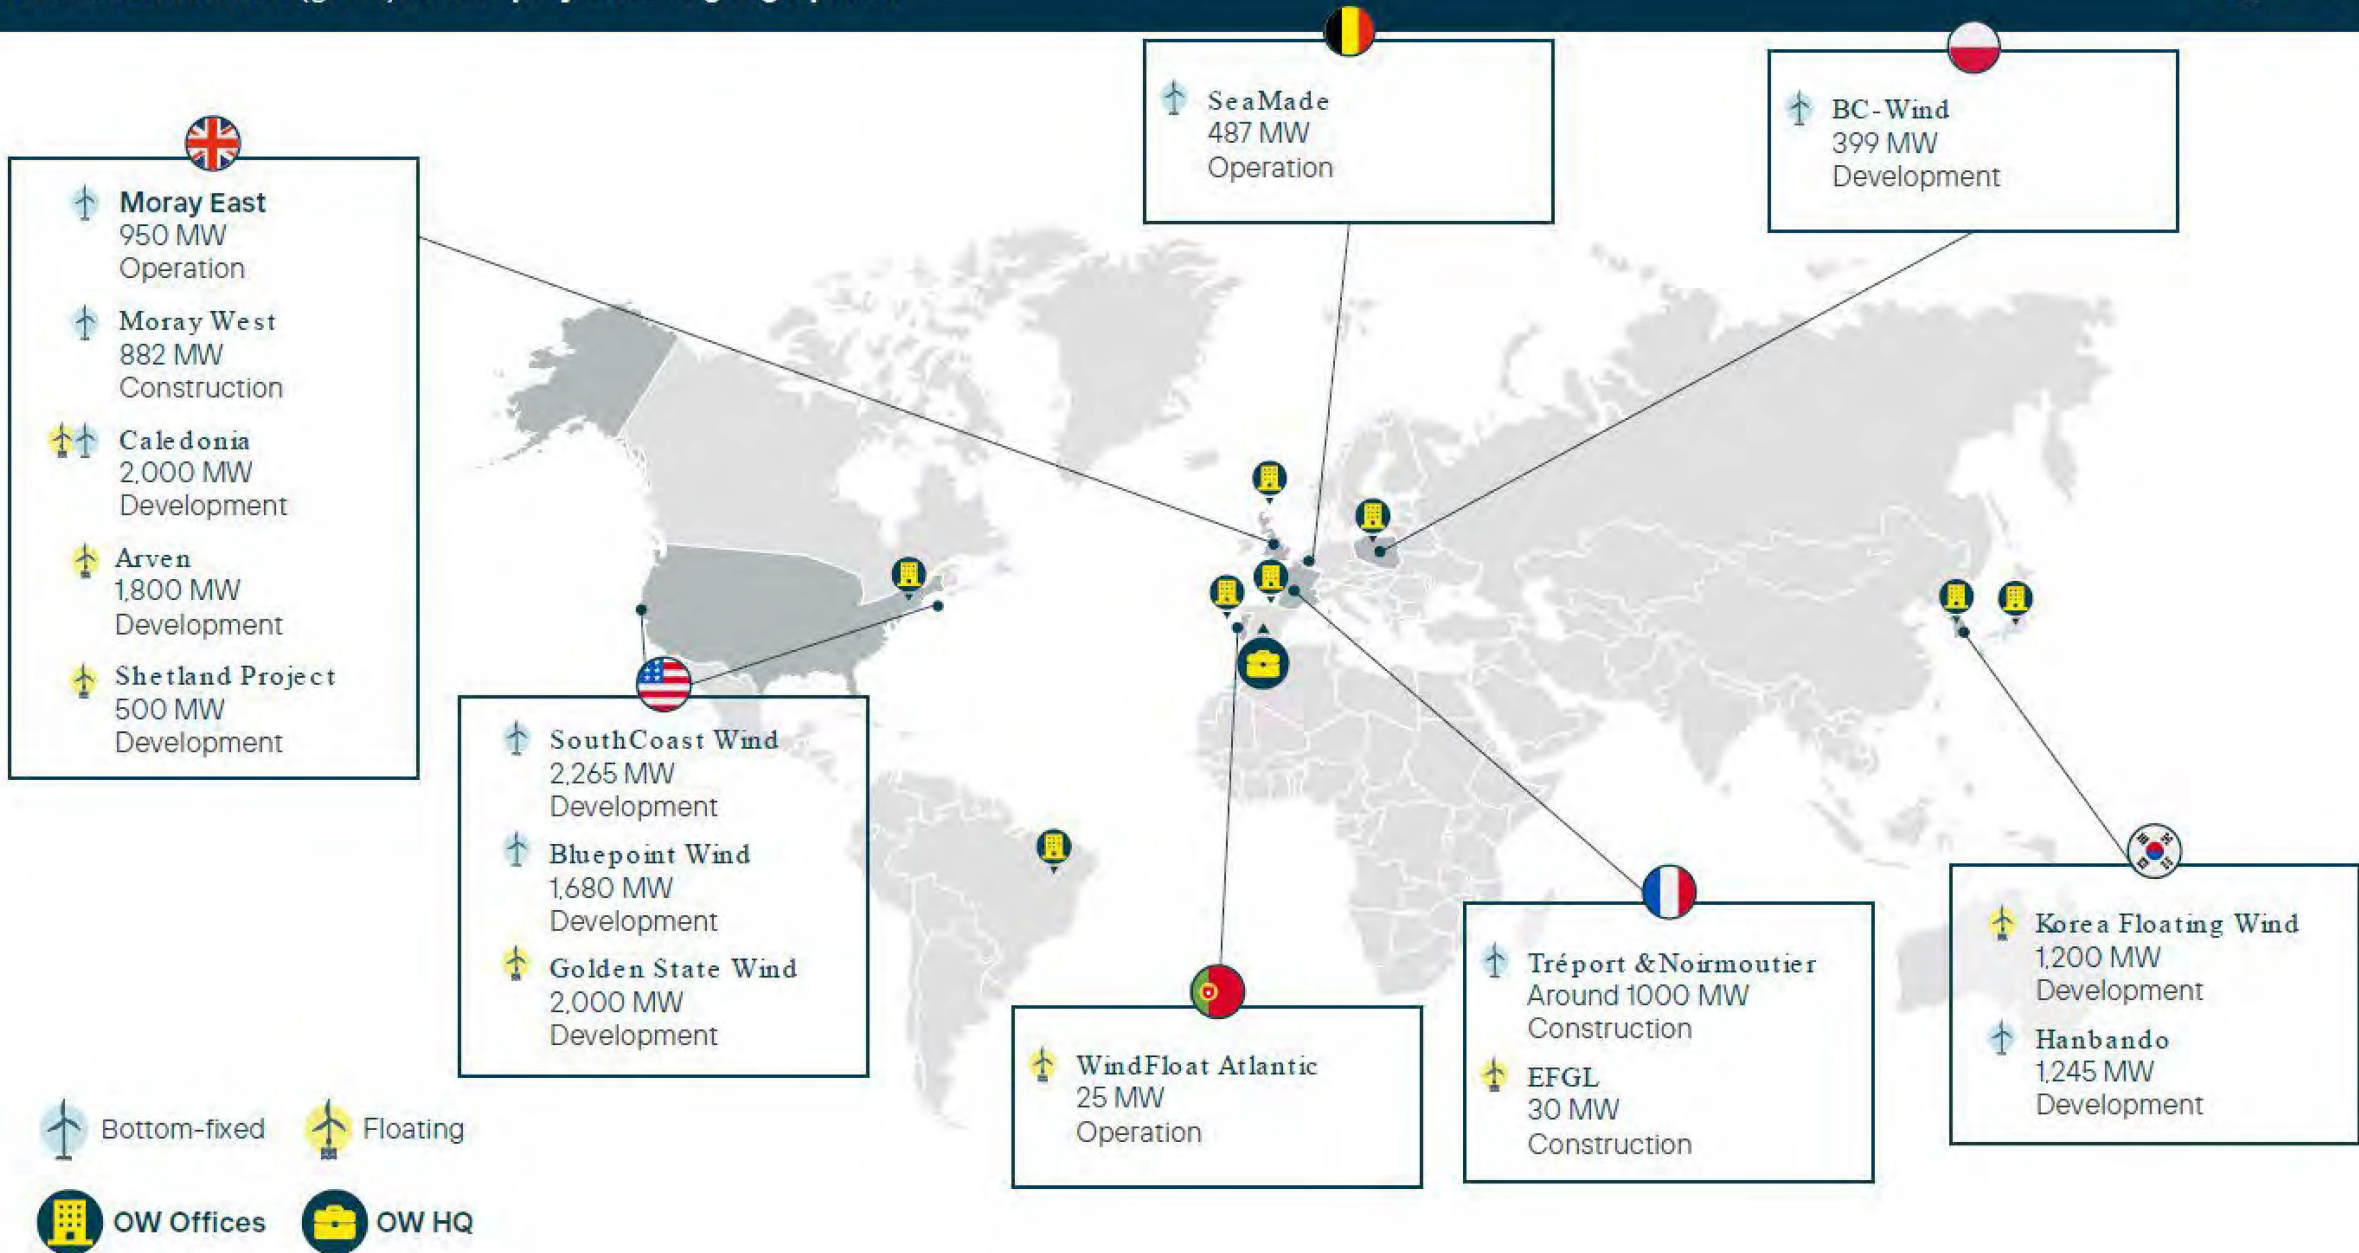 SeaMade
487 MW
Operation
BC-Wind
399 MW
Development
Moray East
950 MW
Operation
Moray West
882 MW
Construction
Caledonia
2,000 MW
Development
Arven
1,800 MW
Development
Shetland Project
500 MW
Development
SouthCoast Wind
2,265 MW
Development
Bluepoint Wind
1,680 MW
Development
Golden State Wind
2,000 MW
Development
WindFloat Atlantic
25 MW
Operation
Tréport &Noirmoutier
Around 1000 MW
Construction
EFGL
30 MW
Construction
Korea Floating Wind
1,200 MW
Development
Hanbando
1,245 MW
Development
Bottom-fixed
Floating
OW Offices
OW HQ